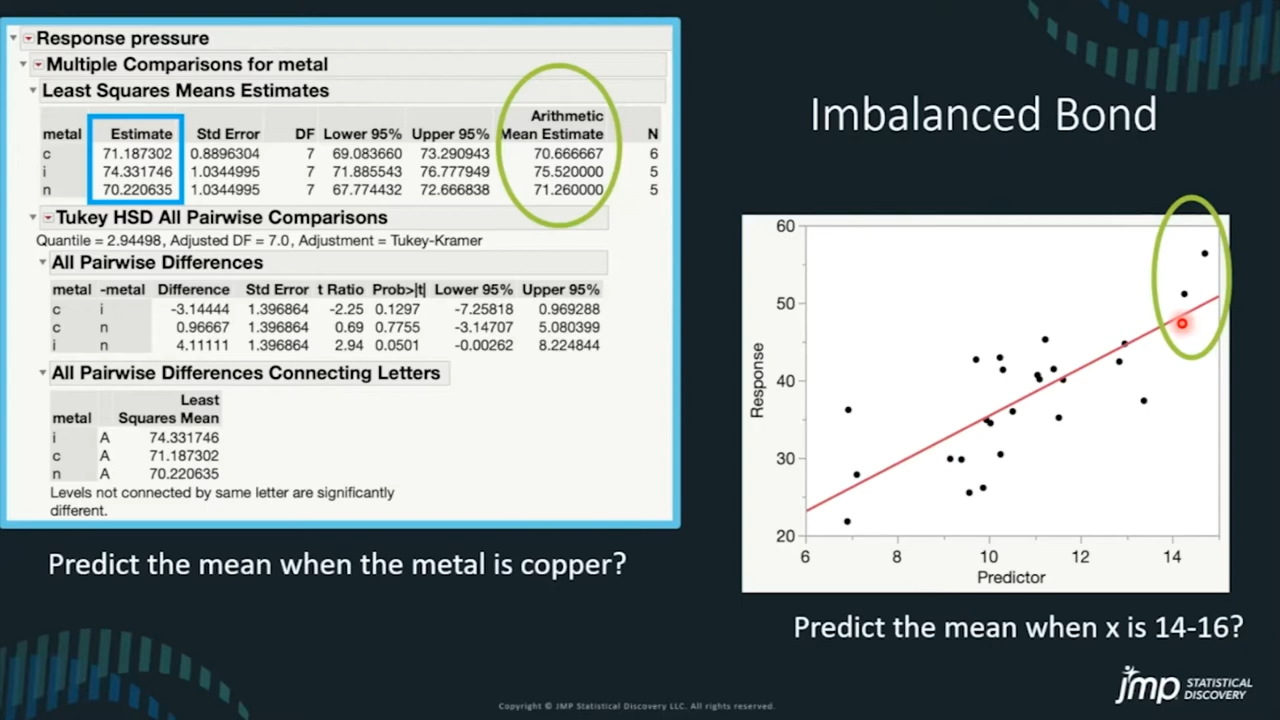 Response pressure
Multiple Comparisons for metal
Least Squares Means Estimates
Arithmetic
metal Estimate Std Error DF Lower 95% Upper 95% Mean Estimate N
c 71.187302 0.8896304 7 69.083660 73.290943 70.666667 6
i 74.331746 1.0344995 7 71.885543 76.777949 75.520000 5
n 70.220635 1.0344995 7 67.774432 72.666838 71.260000 5
Tukey HSD All Pairwise Comparisons
Quantile = 2.94498, Adjusted DF = 7.0, Adjustment = Tukey-Kramer
All Pairwise Differences
metal -metal Difference Std Error t Ratio Prob>|t| Lower 95% Upper 95%
c i -3.14444 1.396864 -2.25 0.1297 -7.25818 0.969288
c n 0.96667 1.396864 0.69 0.7755 -3.14707 5.080399
i n 4.11111 1.396864 2.94 0.0501 -0.00262 8.224844
All Pairwise Differences Connecting Letters
Least
metal Squares Mean
i A 74.331746
c A 71.187302
n A 70.220635
Levels not connected by same letter are significantly
different.
Predict the mean when the metal is copper?
Imbalanced Bond
60
50
40
30
20
Response
6 8 10 12 14
Predictor
Predict the mean when x is 14-16?
jmp STATISTICAL
DISCOVERY
Copyright © JMP Statistical Discovery LLC. All rights reserved.